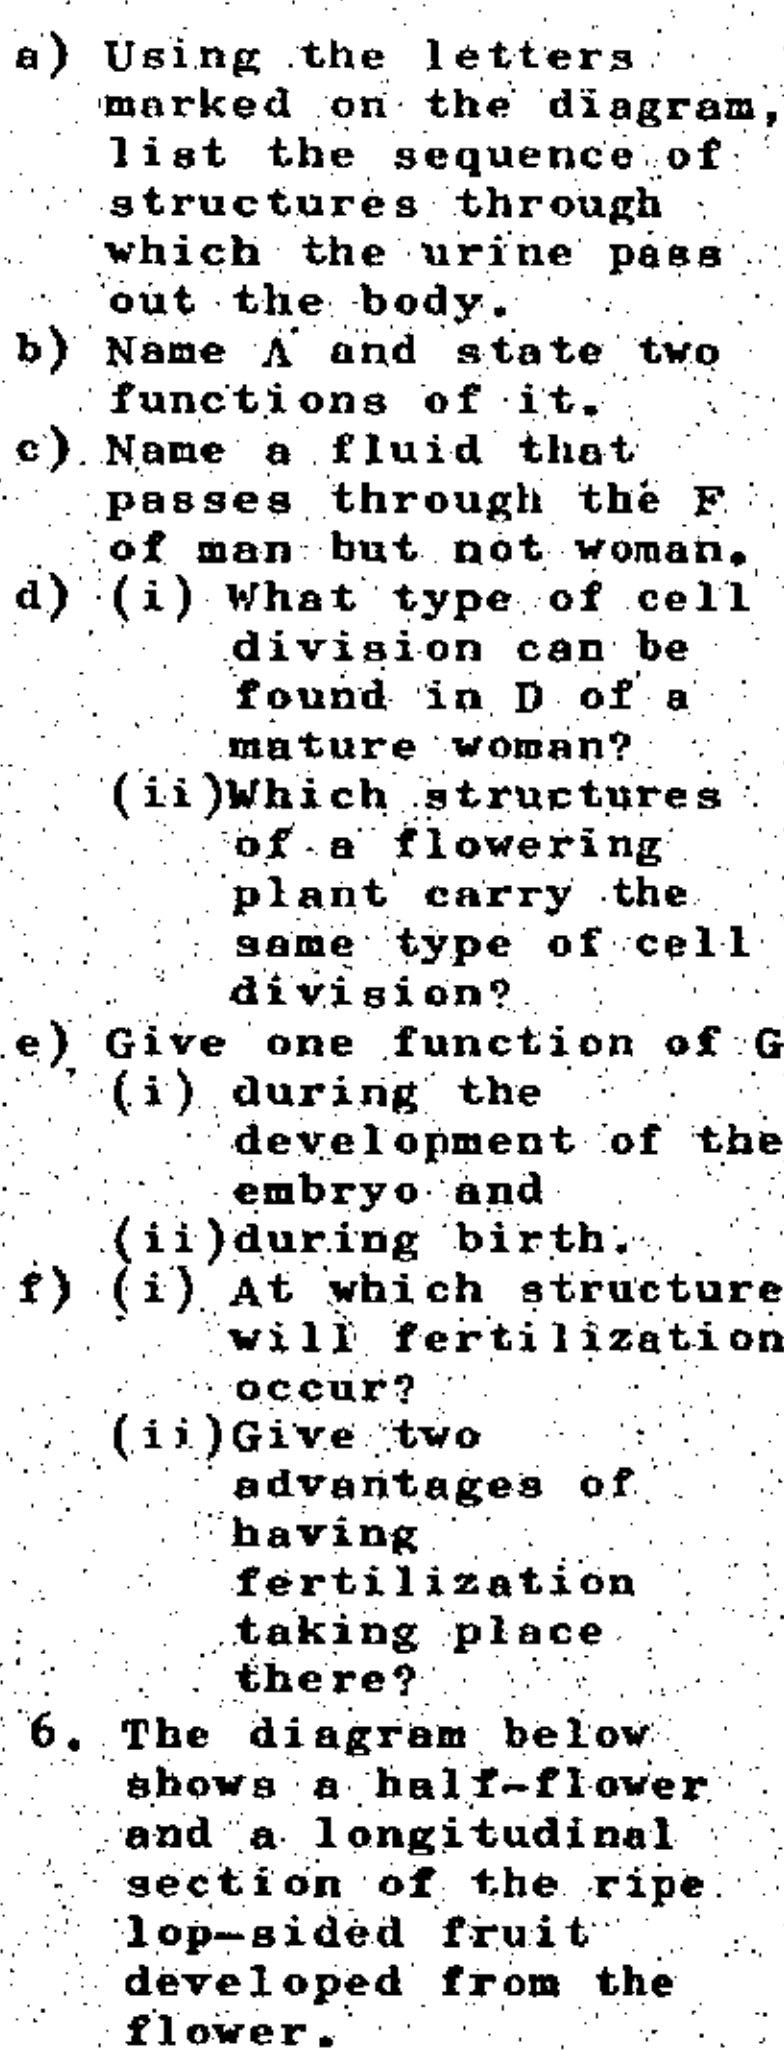 a) Using the letters
marked on the diagram,
list the sequence of
structures through
which the urine pass
out the body.
b) Name A and state two
functions of it.
c) Name a fluid that
passes through the F
of man but not woman.
d) (i) What type of cell
division can be
found in D of a
mature woman?
(ii)Which structures
of a flowering
plant carry the
same type of cell
division?
e) Give one function of G
(i) during the
development of the
embryo and
(ii)during birth.
f) (i) At which structure
will fertilization
occur?
(ii)Give two
advantages of
having
fertilization
taking place
there?
6. The diagram below
shows a half-flower
and a longitudinal
section of the ripe
lop-sided fruit
developed from the
flower.